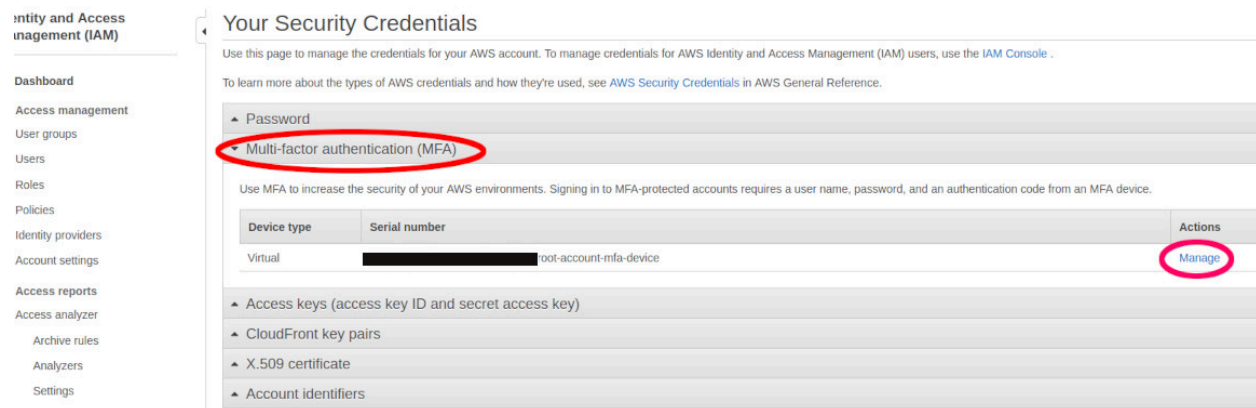 entity and Access
anagement (IAM)
Dashboard
Access management
User groups
Users
Roles
Policies
Identity providers
Account settings
Access reports
Access analyzer
Archive rules
Analyzers
Settings
Your Security Credentials
Use this page to manage the credentials for your AWS account. To manage credentials for AWS Identity and Access Management (IAM) users, use the IAM Console .
To learn more about the types of AWS credentials and how they're used, see AWS Security Credentials in AWS General Reference.
Password
Multi-factor authentication (MFA)
Use MFA to increase the security of your AWS environments. Signing in to MFA-protected accounts requires a user name, password, and an authentication code from an MFA device.
Device type Serial number Actions
Virtual root-account-mfa-device Manage
Access keys (access key ID and secret access key)
CloudFront key pairs
X.509 certificate
Account identifiers